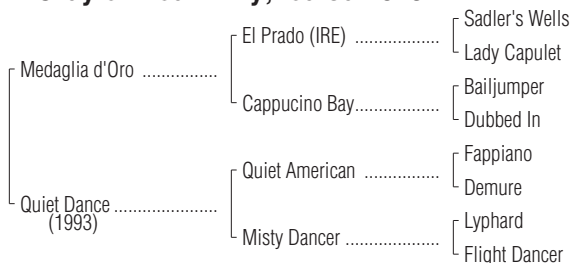 Sadler's Wells
El Prado (IRE) ..................
Lady Capulet
Medaglia d'Oro ................
Bailjumper
Cappucino Bay..................
Dubbed In
Fappiano
Quiet American ................
Demure
Quiet Dance ......................
(1993)
Lyphard
Misty Dancer ....................
Flight Dancer